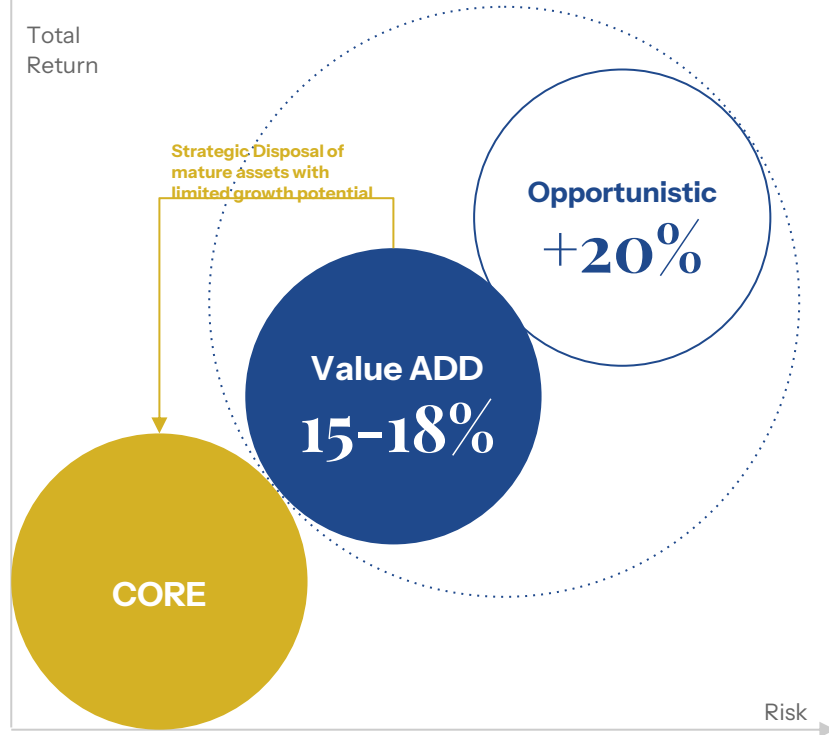 Total
Return
Strategic Disposal of
mature assets with
limited growth potential
Opportunistic
+20%
Value ADD
15-18%
CORE
Risk